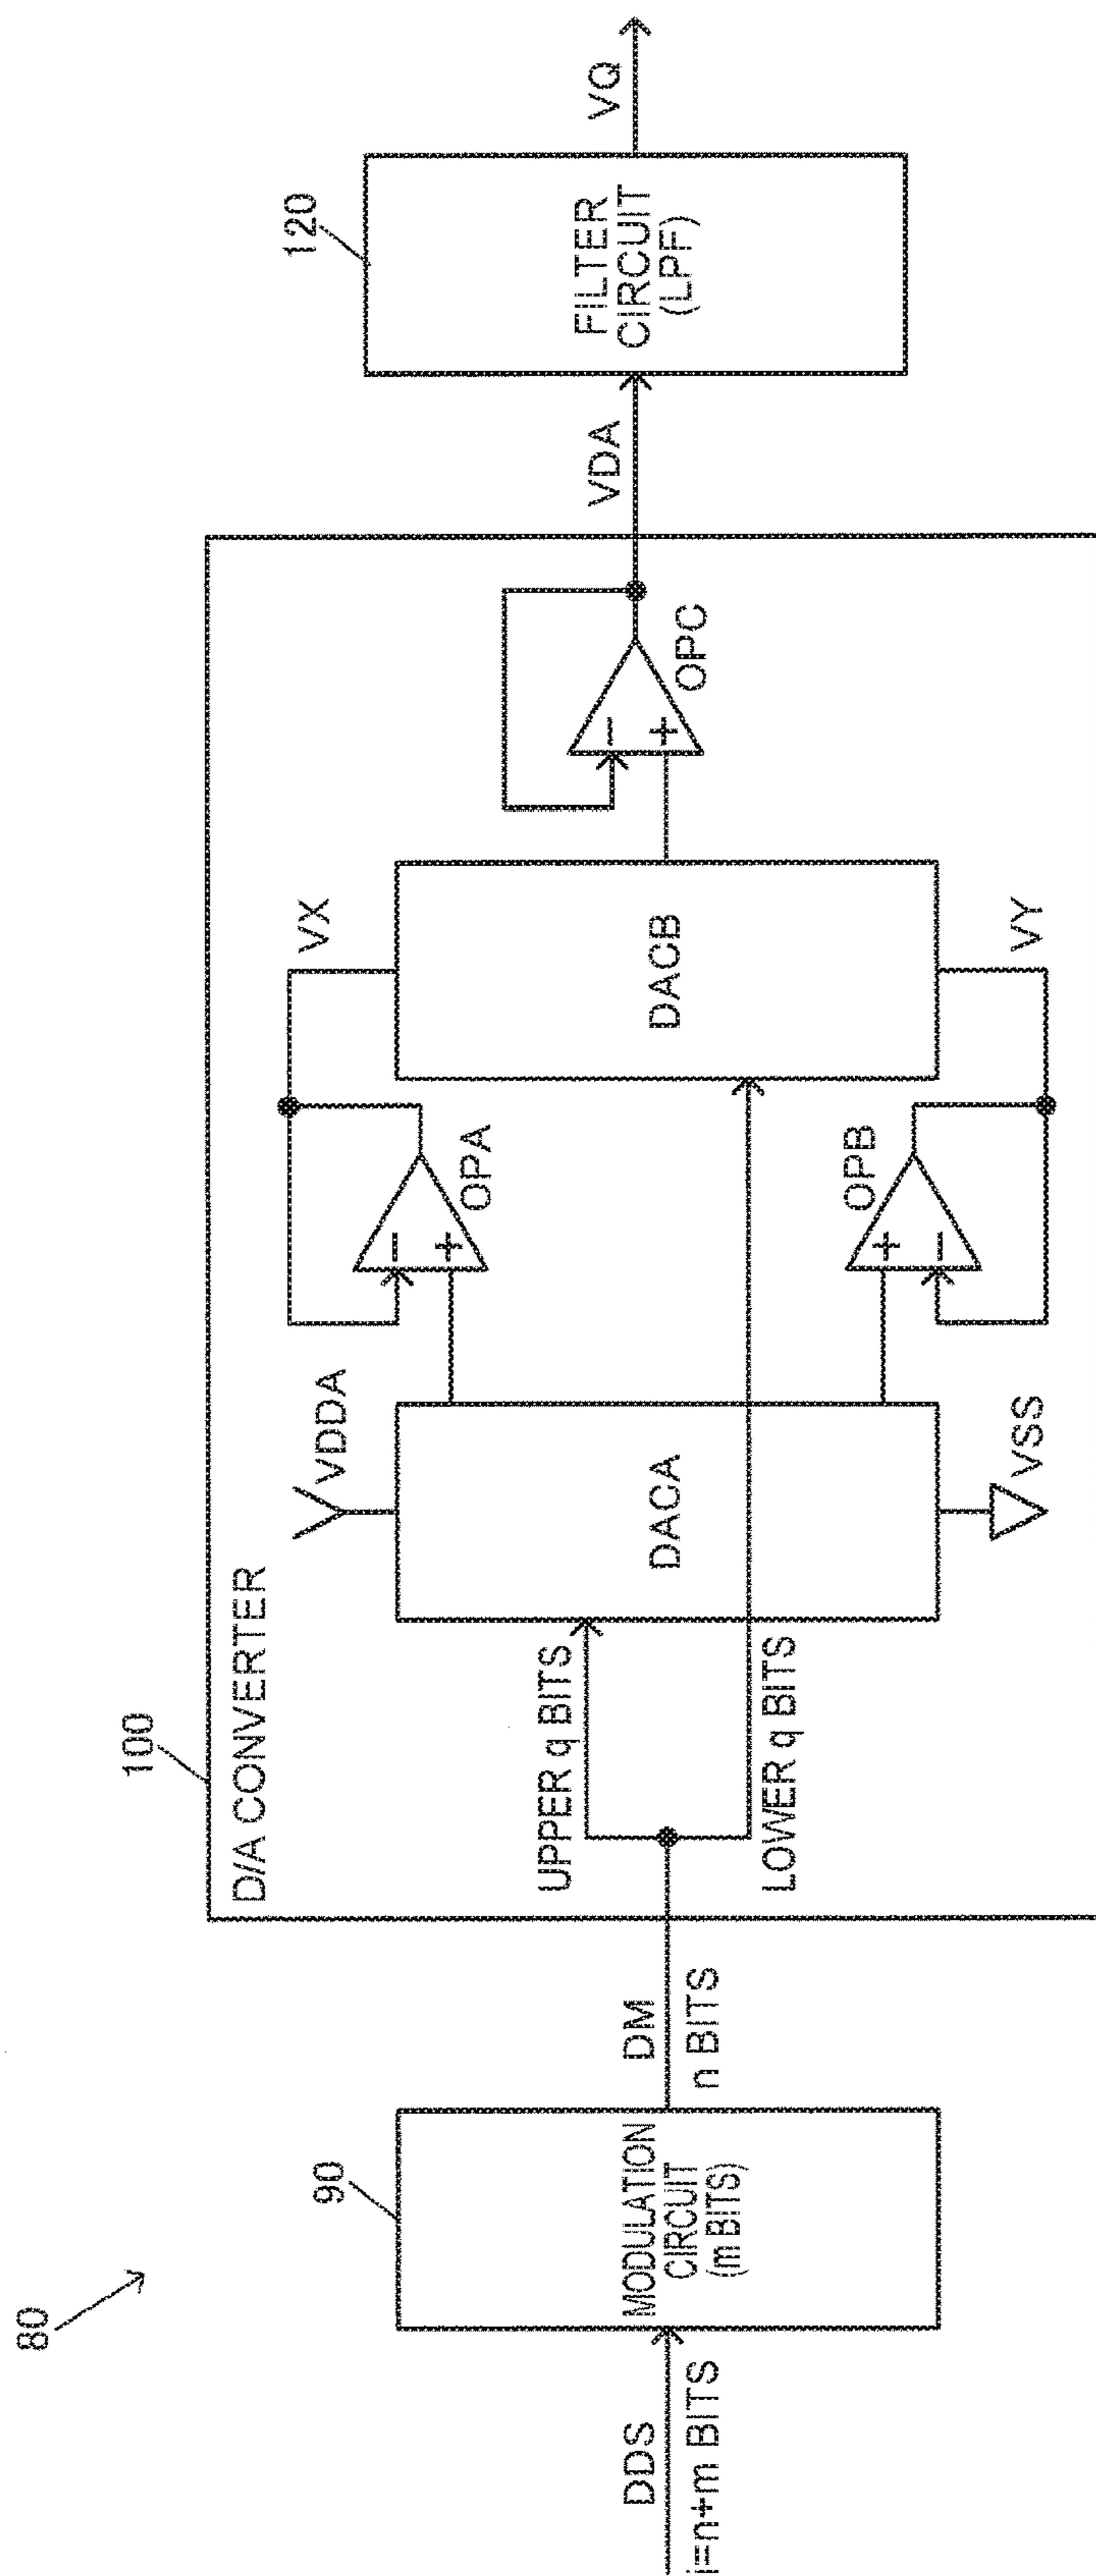 80
90
DDS
i=n+m BITS
MODULATION
CIRCUIT
(m BITS)
DM
n BITS
100
D/A CONVERTER
UPPER q BITS
LOWER q BITS
VDDA
DACA
VSS
-
+
OPA
+
-
OPB
VX
DACB
VY
-
+
OPC
VDA
120
FILTER
CIRCUIT
(LPF)
VQ